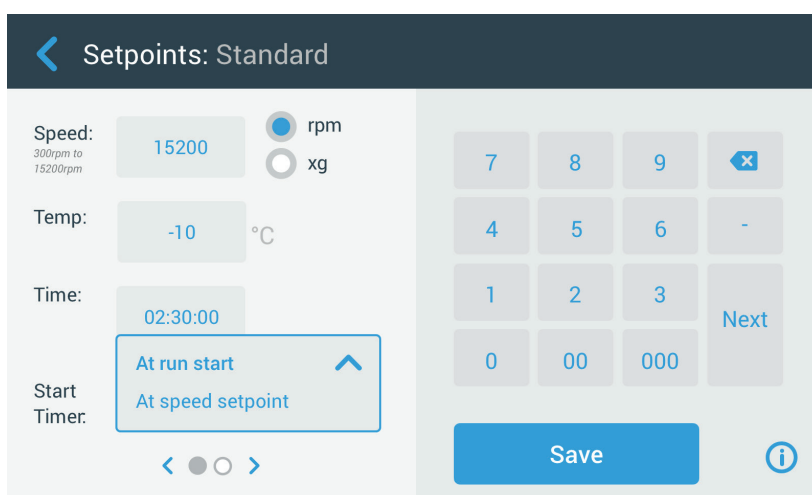 Setpoints: Standard
Speed:
300rpm to
15200rpm
15200
rpm
xg
Temp:
-10
°C
Time:
02:30:00
Start
Timer:
At run start
At speed setpoint
7 8 9
4 5 6 -
1 2 3
Next
0 00 000
Save